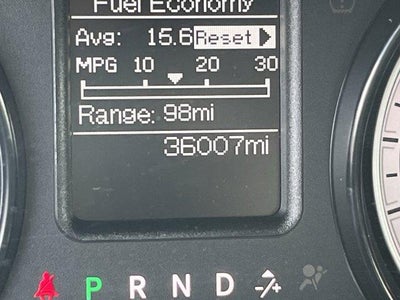 Fuel Economy
Avg: 15.6 Reset
MPG 10 20 30
Range: 98mi
36007mi
P R N D -/+